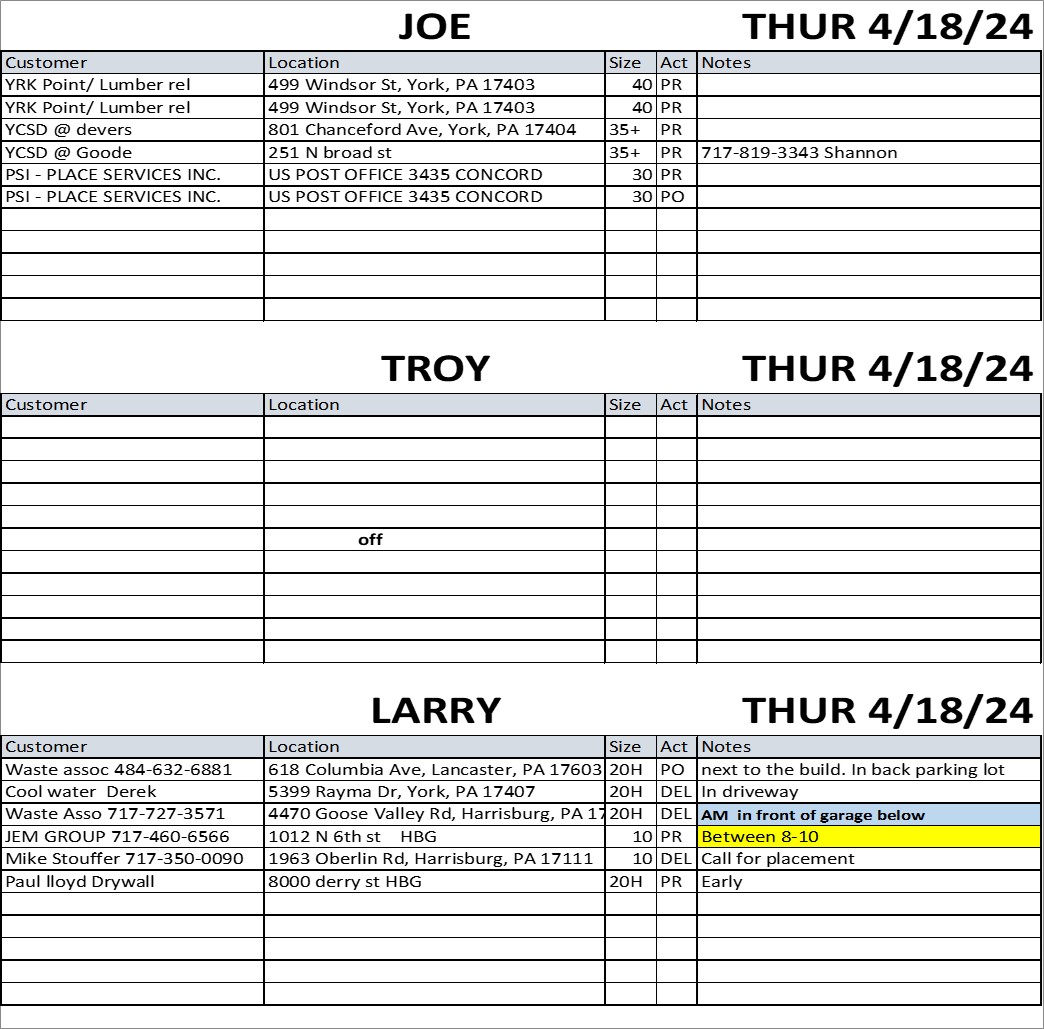 JOE THUR 4/18/24
Customer Location Size Act Notes
YRK Point/ Lumber rel 499 Windsor St, York, PA 17403 40 PR
YRK Point/ Lumber rel 499 Windsor St, York, PA 17403 40 PR
YCSD @ devers 801 Chanceford Ave, York, PA 17404 35+ PR
YCSD @ Goode 251 N broad st 35+ PR 717-819-3343 Shannon
PSI - PLACE SERVICES INC. US POST OFFICE 3435 CONCORD 30 PR
PSI - PLACE SERVICES INC. US POST OFFICE 3435 CONCORD 30 PO
TROY THUR 4/18/24
Customer Location Size Act Notes
off
LARRY THUR 4/18/24
Customer Location Size Act Notes
Waste assoc 484-632-6881 618 Columbia Ave, Lancaster, PA 17603 20H PO next to the build. In back parking lot
Cool water Derek 5399 Rayma Dr, York, PA 17407 20H DEL In driveway
Waste Asso 717-727-3571 4470 Goose Valley Rd, Harrisburg, PA 17 20H DEL AM in front of garage below
JEM GROUP 717-460-6566 1012 N 6th st HBG 10 PR Between 8-10
Mike Stouffer 717-350-0090 1963 Oberlin Rd, Harrisburg, PA 17111 10 DEL Call for placement
Paul lloyd Drywall 8000 derry st HBG 20H PR Early